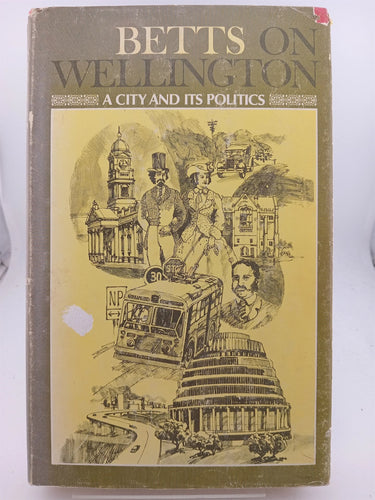 BETTS ON
WELLINGTON
A CITY AND ITS POLITICS
30
NP